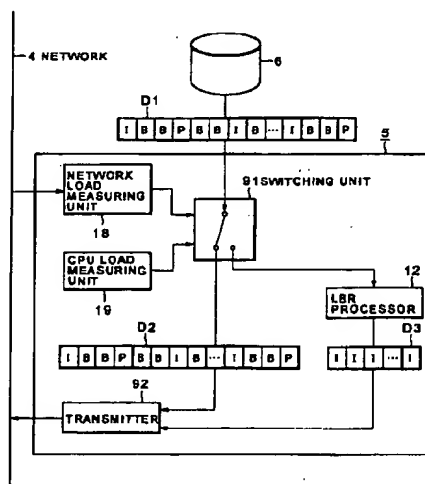 4 NETWORK
6
D1
I B B P B B I B ... I B B P
5
NETWORK
LOAD
MEASURING
UNIT
18
91 SWITCHING UNIT
CPU LOAD
MEASURING
UNIT
19
12
LBR
PROCESSOR
D2
D3
I B B P B B I B ... I B B P
I I I ... I
92
TRANSMITTER